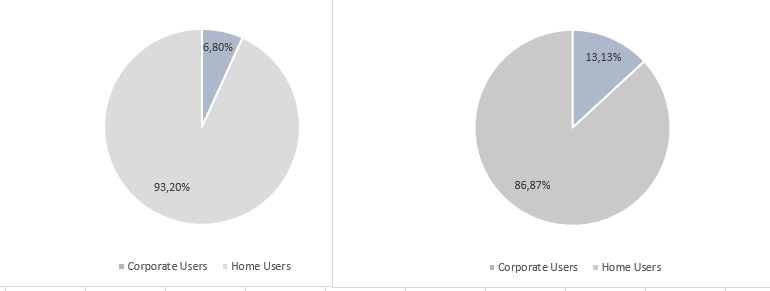 6,80%
93,20%
Corporate Users Home Users
13,13%
86,87%
Corporate Users Home Users